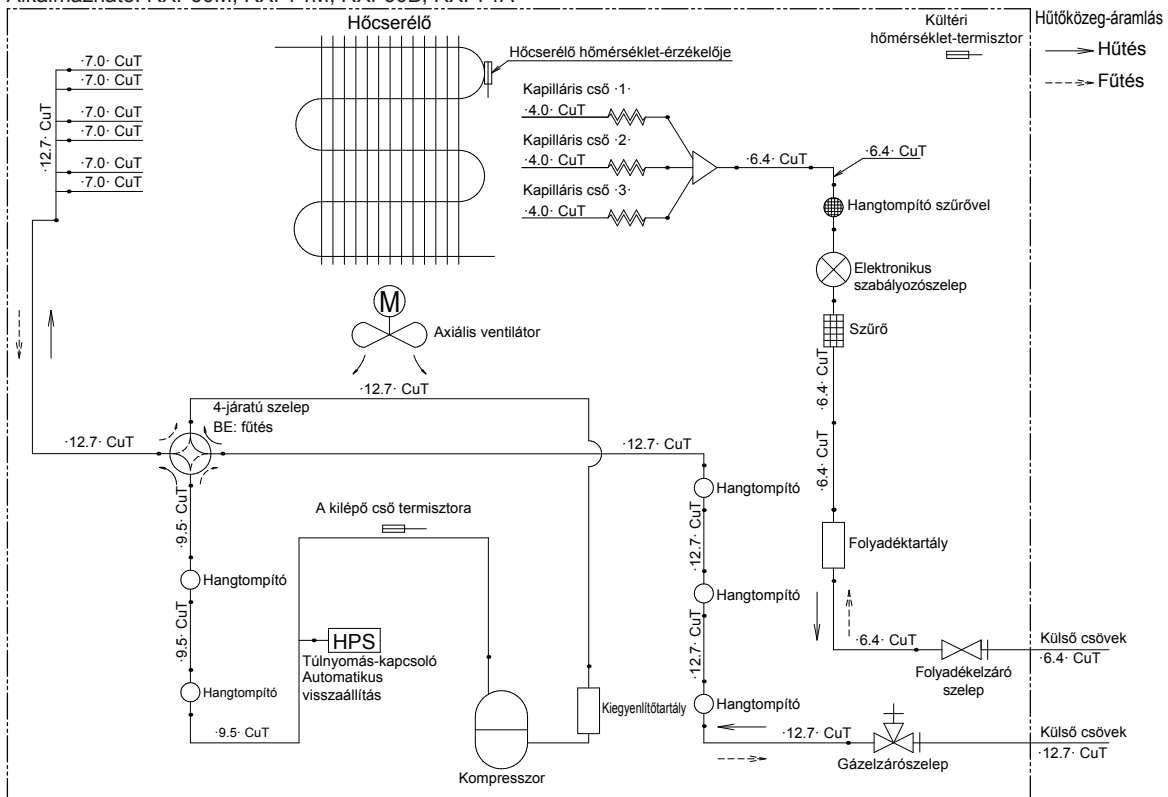 Hőcserélő
Kültéri
hőmérséklet-termisztor
Hűtőközeg-áramlás
Hűtés
Fűtés
Hőcserélő hőmérséklet-érzékelője
·7.0· CuT
·7.0· CuT
·7.0· CuT
·7.0· CuT
·7.0· CuT
·7.0· CuT
·12.7· CuT
Kapilláris cső ·1·
·4.0· CuT
Kapilláris cső ·2·
·4.0· CuT
Kapilláris cső ·3·
·4.0· CuT
·6.4· CuT
·6.4· CuT
Hangtompító szűrővel
Elektronikus
szabályozószelep
Szűrő
·6.4· CuT
·6.4· CuT
Folyadéktartály
M
Axiális ventilátor
·12.7· CuT
4-járatú szelep
BE: fűtés
·12.7· CuT
·12.7· CuT
·9.5· CuT
Hangtompító
·9.5· CuT
Hangtompító
·9.5· CuT
A kilépő cső termisztora
HPS
Túlnyomás-kapcsoló
Automatikus
visszaállítás
Kompresszor
Kiegyenlítőtartály
Hangtompító
·12.7· CuT
Hangtompító
·12.7· CuT
Hangtompító
·12.7· CuT
Gázelzárószelep
·6.4· CuT
Folyadékelzáró
szelep
Külső csövek
·6.4· CuT
Külső csövek
·12.7· CuT